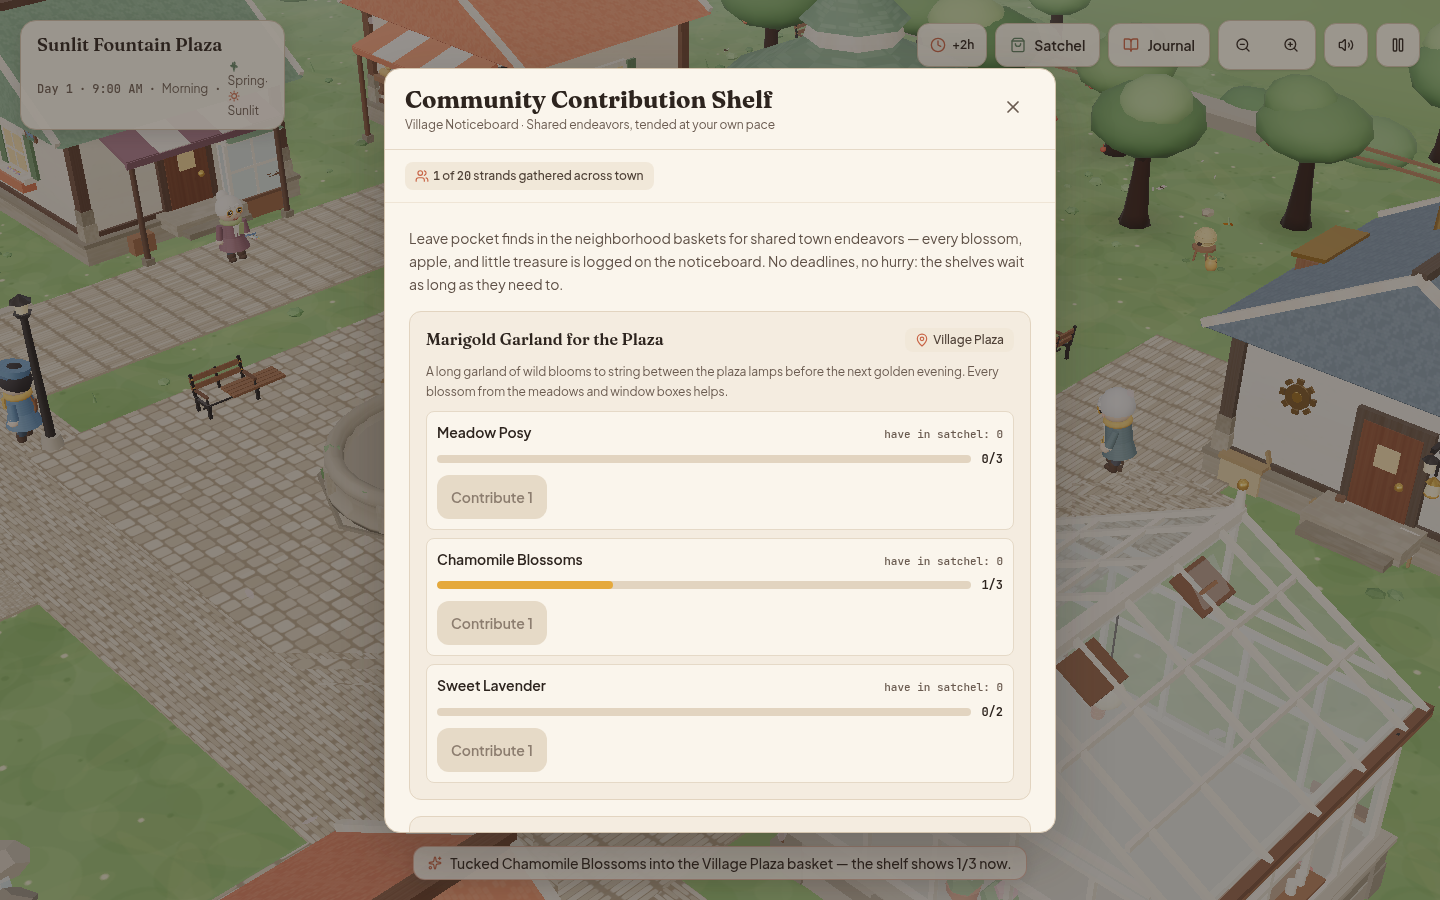 Sunlit Fountain Plaza
Day 1 · 9:00 AM · Morning ·
Spring·
Sunlit
+2h
Satchel
Journal
Community Contribution Shelf
Village Noticeboard · Shared endeavors, tended at your own pace
1 of 20 strands gathered across town
Leave pocket finds in the neighborhood baskets for shared town endeavors — every blossom,
apple, and little treasure is logged on the noticeboard. No deadlines, no hurry: the shelves wait
as long as they need to.
Marigold Garland for the Plaza
Village Plaza
A long garland of wild blooms to string between the plaza lamps before the next golden evening. Every
blossom from the meadows and window boxes helps.
Meadow Posy
have in satchel: 0
0/3
Contribute 1
Chamomile Blossoms
have in satchel: 0
1/3
Contribute 1
Sweet Lavender
have in satchel: 0
0/2
Contribute 1
Tucked Chamomile Blossoms into the Village Plaza basket — the shelf shows 1/3 now.